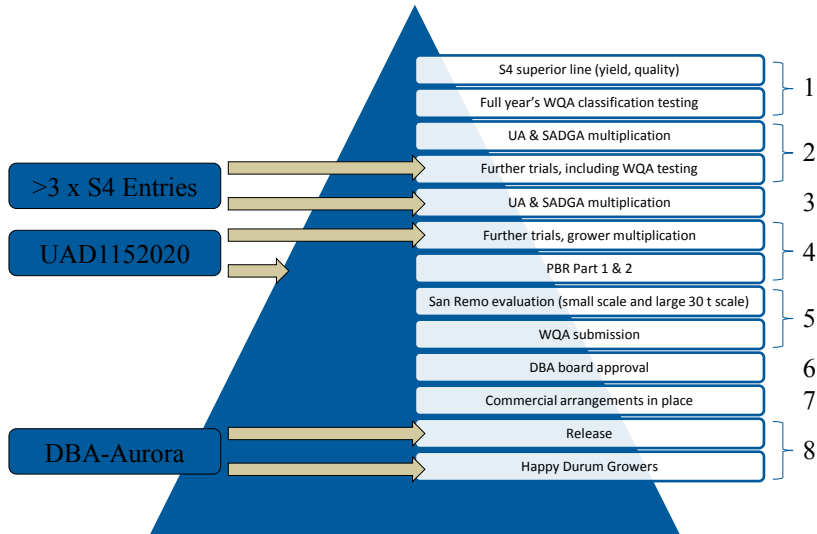 S4 superior line (yield, quality)
1
Full year's WQA classification testing
UA & SADGA multiplication
2
>3 x S4 Entries
Further trials, including WQA testing
UA & SADGA multiplication
3
UAD1152020
Further trials, grower multiplication
4
PBR Part 1 & 2
San Remo evaluation (small scale and large 30 t scale)
5
WQA submission
DBA board approval
6
Commercial arrangements in place
7
DBA-Aurora
Release
8
Happy Durum Growers